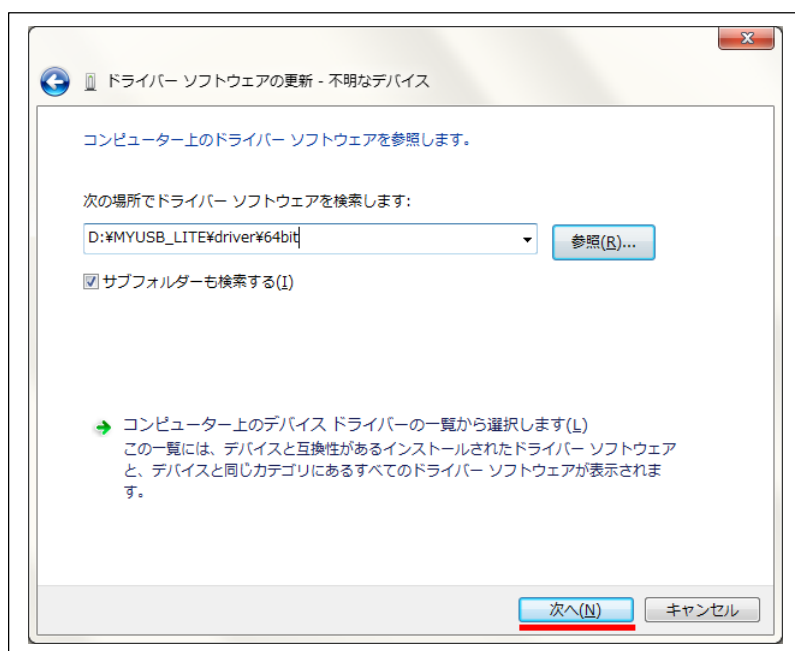 ドライバー ソフトウェアの更新 - 不明なデバイス
コンピューター上のドライバー ソフトウェアを参照します。
次の場所でドライバー ソフトウェアを検索します:
D:¥MYUSB_LITE¥driver¥64bit
参照(R)...
サブフォルダーも検索する(I)
コンピューター上のデバイス ドライバーの一覧から選択します(L)
この一覧には、デバイスと互換性があるインストールされたドライバー ソフトウェア
と、デバイスと同じカテゴリにあるすべてのドライバー ソフトウェアが表示されま
す。
次へ(N)
キャンセル